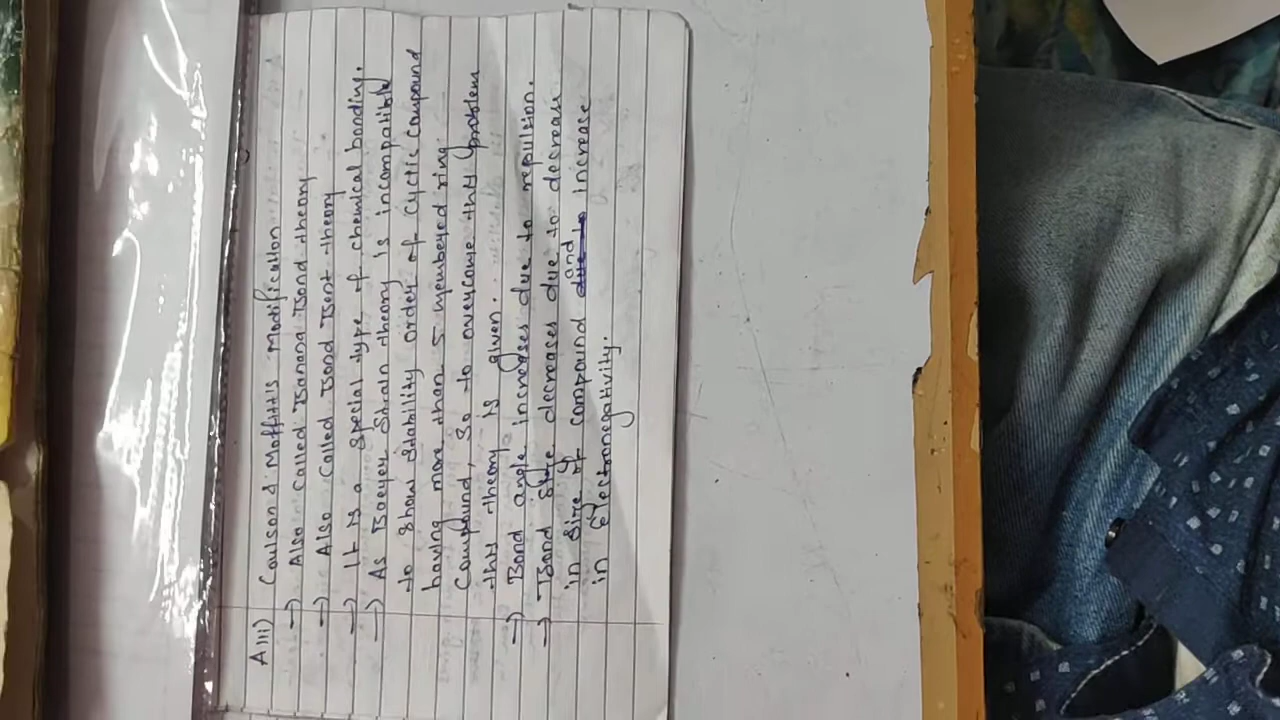 A iii) Coulson & Moffitt's Modification
→ Also called Banana Bond theory
→ Also called Bond Bent theory
→ It is a special type of chemical bonding.
→ As Baeyer Strain theory is incompatible
to show stability order of cyclic compound
having more than 5 membered ring
compound, so to overcome this problem
this theory is given.
→ Bond angle increases due to repulsion.
→ Bond size decreases due to decrease
in size of compound and increase
in Electronegativity.